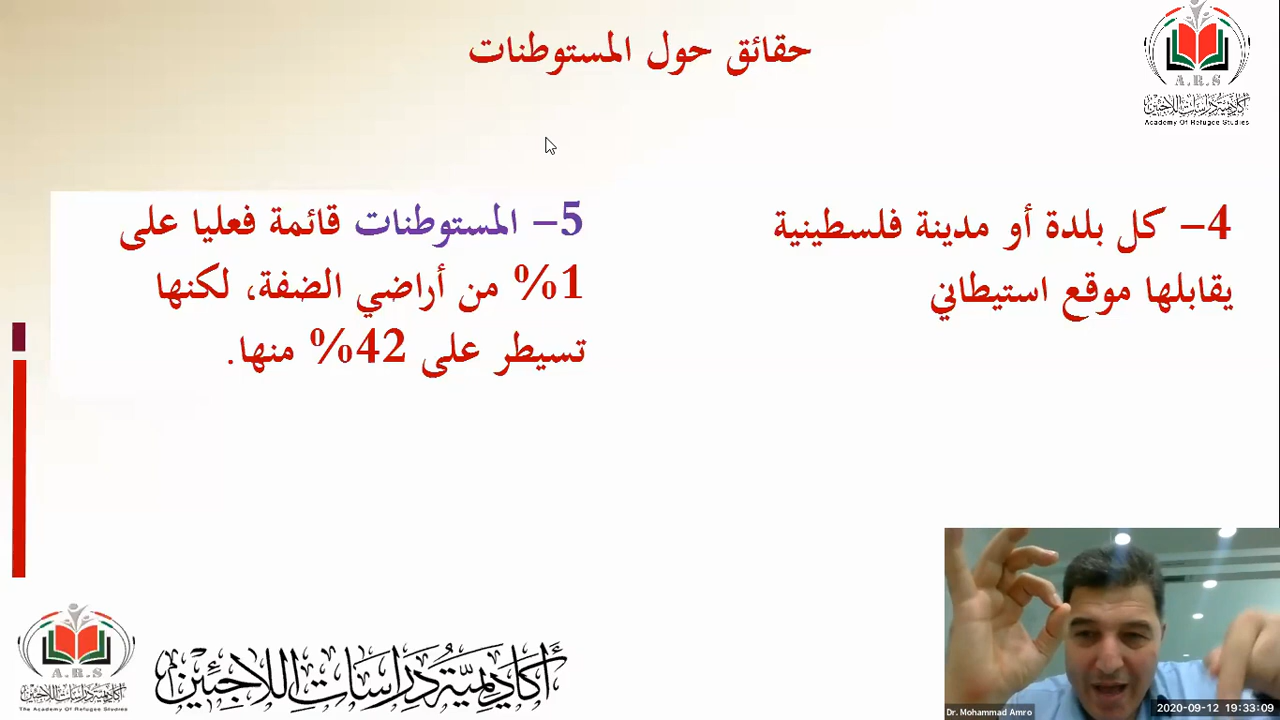 حقائق حول المستوطنات
A.R.S
أكاديمية دراسات اللاجئين
Academy Of Refugee Studies
4- كل بلدة أو مدينة فلسطينية
يقابلها موقع استيطاني
5- المستوطنات قائمة فعليا على
1% من أراضي الضفة، لكنها
تسيطر على 42% منها.
A.R.S
أكاديمية دراسات اللاجئين
The Academy Of Refugee Studies
أكاديمية دراسات اللاجئين
Dr. Mohammad Amro
2020-09-12 19:33:09